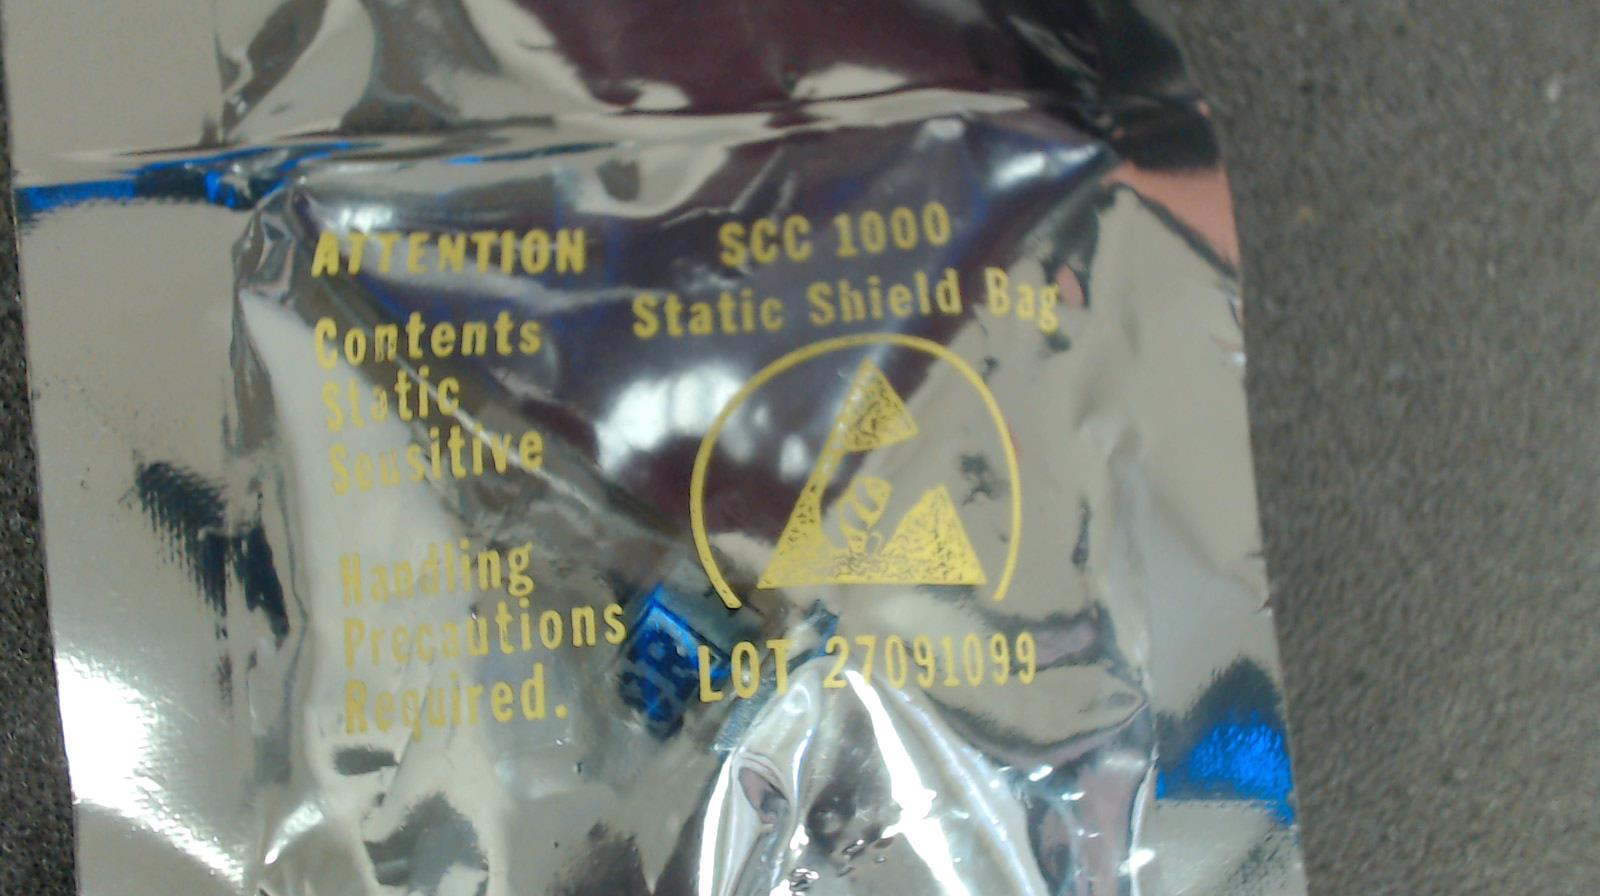 ATTENTION
Contents
Static
Sensitive
Handling
Precautions
Required.
SCC 1000
Static Shield Bag
LOT 27091099